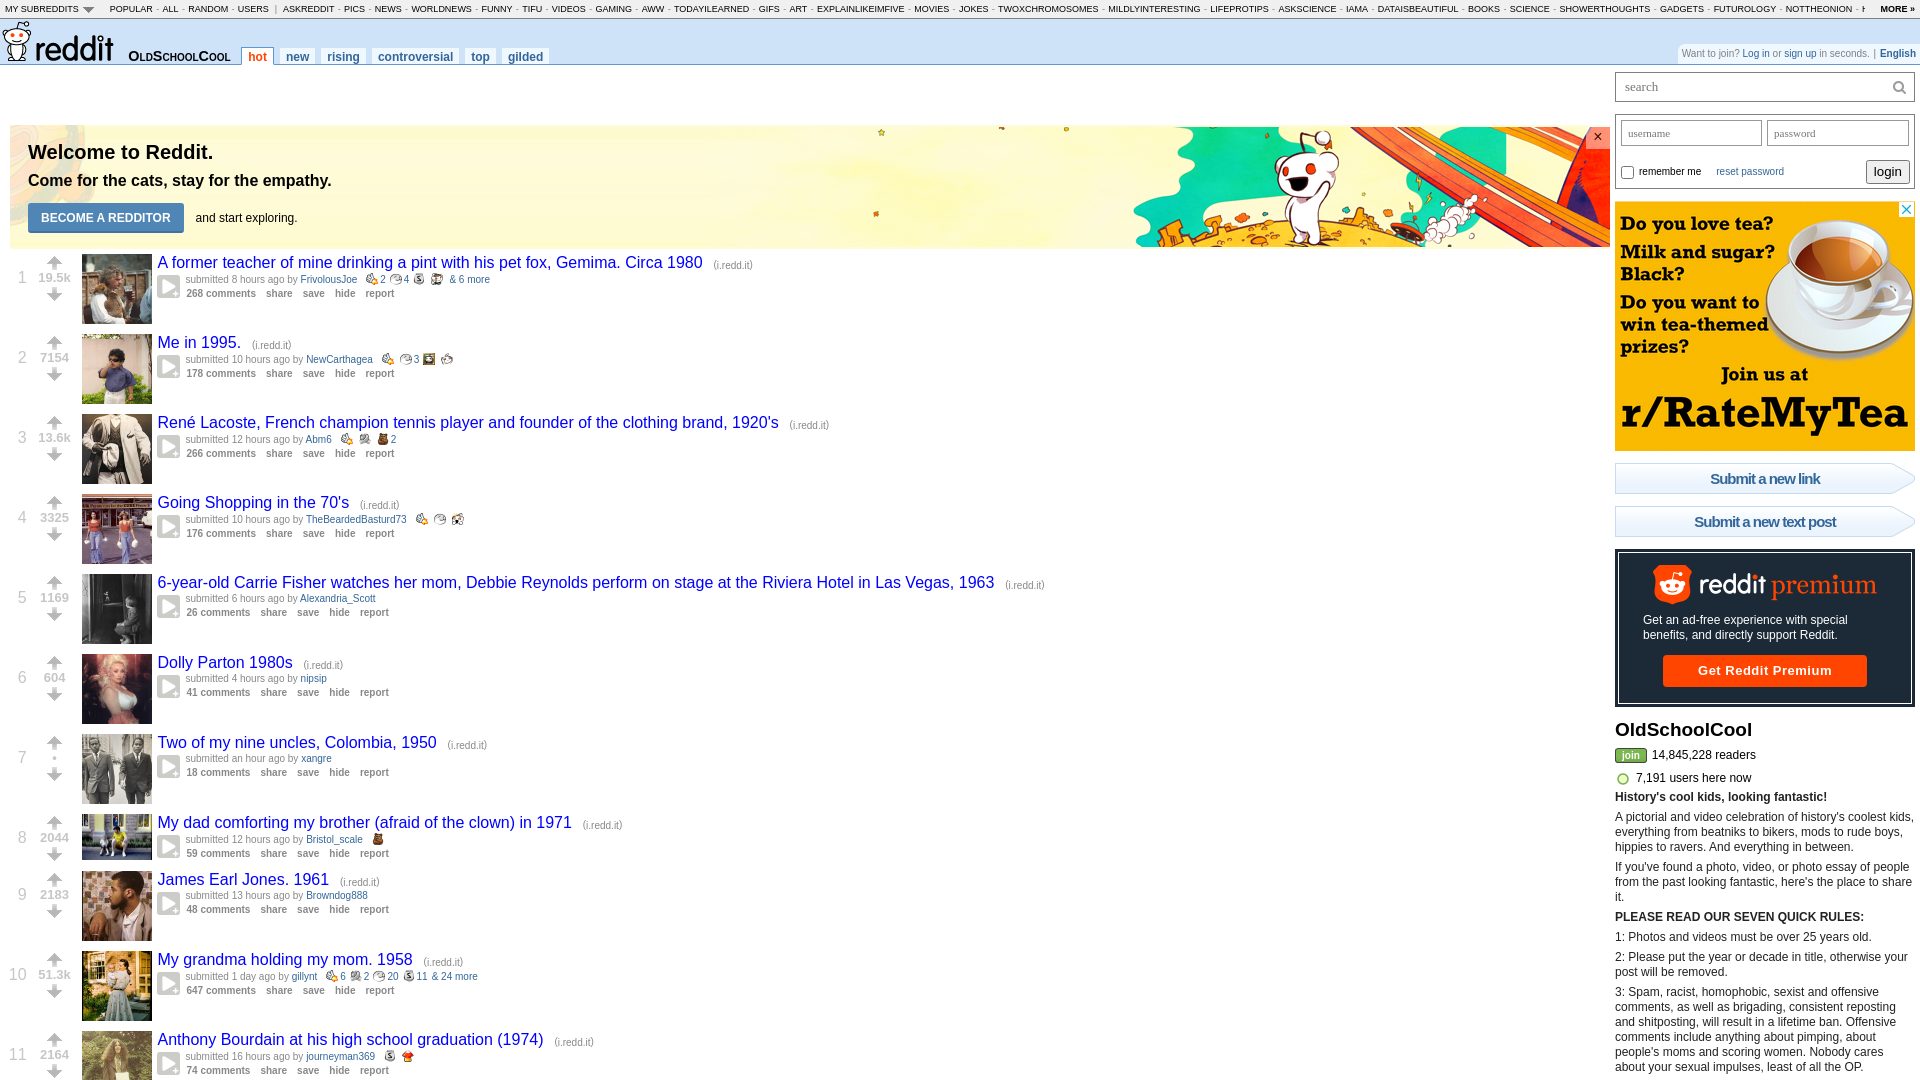 MY SUBREDDITS POPULAR - ALL - RANDOM - USERS | ASKREDDIT - PICS - NEWS - WORLDNEWS - FUNNY - TIFU - VIDEOS - GAMING - AWW - TODAYILEARNED - GIFS - ART - EXPLAINLIKEIMFIVE - MOVIES - JOKES - TWOXCHROMOSOMES - MILDLYINTERESTING - LIFEPROTIPS - ASKSCIENCE - IAMA - DATAISBEAUTIFUL - BOOKS - SCIENCE - SHOWERTHOUGHTS - GADGETS - FUTUROLOGY - NOTTHEONION - MORE »
reddit OLDSCHOOLCOOL hot new rising controversial top gilded
Want to join? Log in or sign up in seconds. | English
Welcome to Reddit.
Come for the cats, stay for the empathy.
BECOME A REDDITOR and start exploring.
×
1 19.5k
A former teacher of mine drinking a pint with his pet fox, Gemima. Circa 1980 (i.redd.it)
submitted 8 hours ago by FrivolousJoe 2 4 & 6 more
268 comments share save hide report
2 7154
Me in 1995. (i.redd.it)
submitted 10 hours ago by NewCarthagea 3
178 comments share save hide report
3 13.6k
René Lacoste, French champion tennis player and founder of the clothing brand, 1920's (i.redd.it)
submitted 12 hours ago by Abm6 2
266 comments share save hide report
4 3325
Going Shopping in the 70's (i.redd.it)
submitted 10 hours ago by TheBeardedBasturd73
176 comments share save hide report
5 1169
6-year-old Carrie Fisher watches her mom, Debbie Reynolds perform on stage at the Riviera Hotel in Las Vegas, 1963 (i.redd.it)
submitted 6 hours ago by Alexandria_Scott
26 comments share save hide report
6 604
Dolly Parton 1980s (i.redd.it)
submitted 4 hours ago by nipsip
41 comments share save hide report
7 •
Two of my nine uncles, Colombia, 1950 (i.redd.it)
submitted an hour ago by xangre
18 comments share save hide report
8 2044
My dad comforting my brother (afraid of the clown) in 1971 (i.redd.it)
submitted 12 hours ago by Bristol_scale
59 comments share save hide report
9 2183
James Earl Jones. 1961 (i.redd.it)
submitted 13 hours ago by Browndog888
48 comments share save hide report
10 51.3k
My grandma holding my mom. 1958 (i.redd.it)
submitted 1 day ago by gillynt 6 2 20 11 & 24 more
647 comments share save hide report
11 2164
Anthony Bourdain at his high school graduation (1974) (i.redd.it)
submitted 16 hours ago by journeyman369
74 comments share save hide report
search
username password
remember me reset password login
Do you love tea?
Milk and sugar?
Black?
Do you want to
win tea-themed
prizes?
Join us at
r/RateMyTea
Submit a new link
Submit a new text post
reddit premium
Get an ad-free experience with special
benefits, and directly support Reddit.
Get Reddit Premium
OldSchoolCool
join 14,845,228 readers
7,191 users here now
History's cool kids, looking fantastic!
A pictorial and video celebration of history's coolest kids,
everything from beatniks to bikers, mods to rude boys,
hippies to ravers. And everything in between.
If you've found a photo, video, or photo essay of people
from the past looking fantastic, here's the place to share
it.
PLEASE READ OUR SEVEN QUICK RULES:
1: Photos and videos must be over 25 years old.
2: Please put the year or decade in title, otherwise your
post will be removed.
3: Spam, racist, homophobic, sexist and offensive
comments, as well as brigading, consistent reposting
and shitposting, will result in a lifetime ban. Offensive
comments include anything about pimping, about
people's moms and scoring women. Nobody cares
about your sexual impulses, least of all the OP.